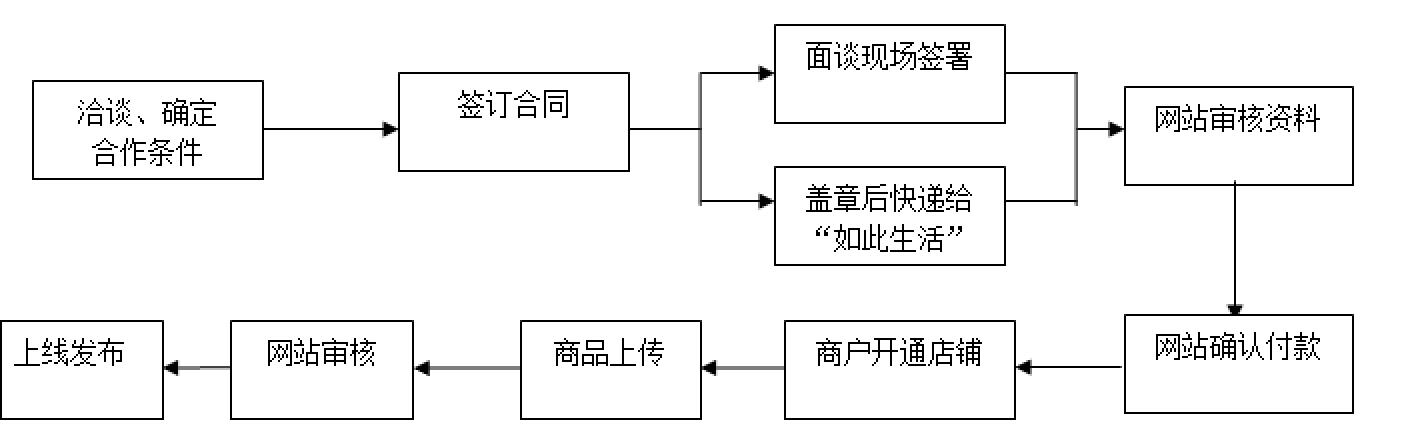 洽谈、确定
合作条件
签订合同
面谈现场签署
盖章后快递给
“如此生活”
网站审核资料
网站确认付款
商户开通店铺
商品上传
网站审核
上线发布